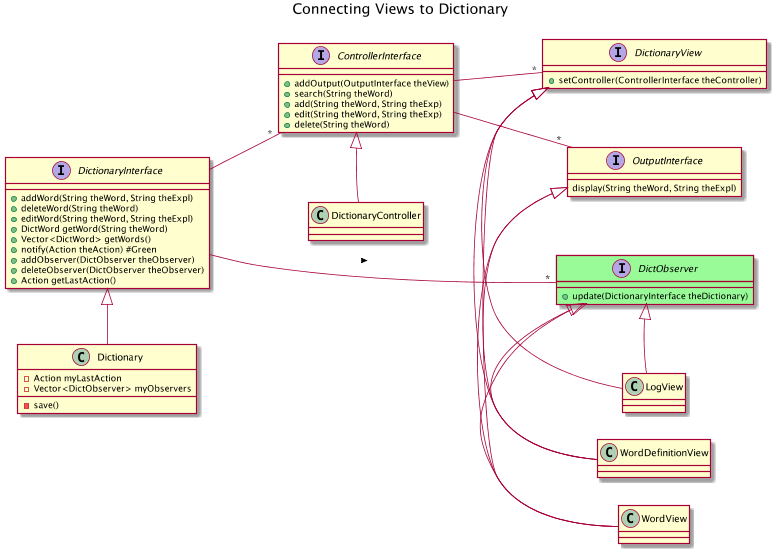 Connecting Views to Dictionary
I ControllerInterface
addOutput(OutputInterface theView)
search(String theWord)
add(String theWord, String theExp)
edit(String theWord, String theExp)
delete(String theWord)
*
*
*
I DictionaryView
setController(ControllerInterface theController)
I OutputInterface
display(String theWord, String theExpl)
I DictionaryInterface
addWord(String theWord, String theExpl)
deleteWord(String theWord)
editWord(String theWord, String theExpl)
DictWord getWord(String theWord)
Vector<DictWord> getWords()
notify(Action theAction) #Green
addObserver(DictObserver theObserver)
deleteObserver(DictObserver theObserver)
Action getLastAction()
C DictionaryController
*
I DictObserver
update(DictionaryInterface theDictionary)
C Dictionary
Action myLastAction
Vector<DictObserver> myObservers
save()
C LogView
C WordDefinitionView
C WordView